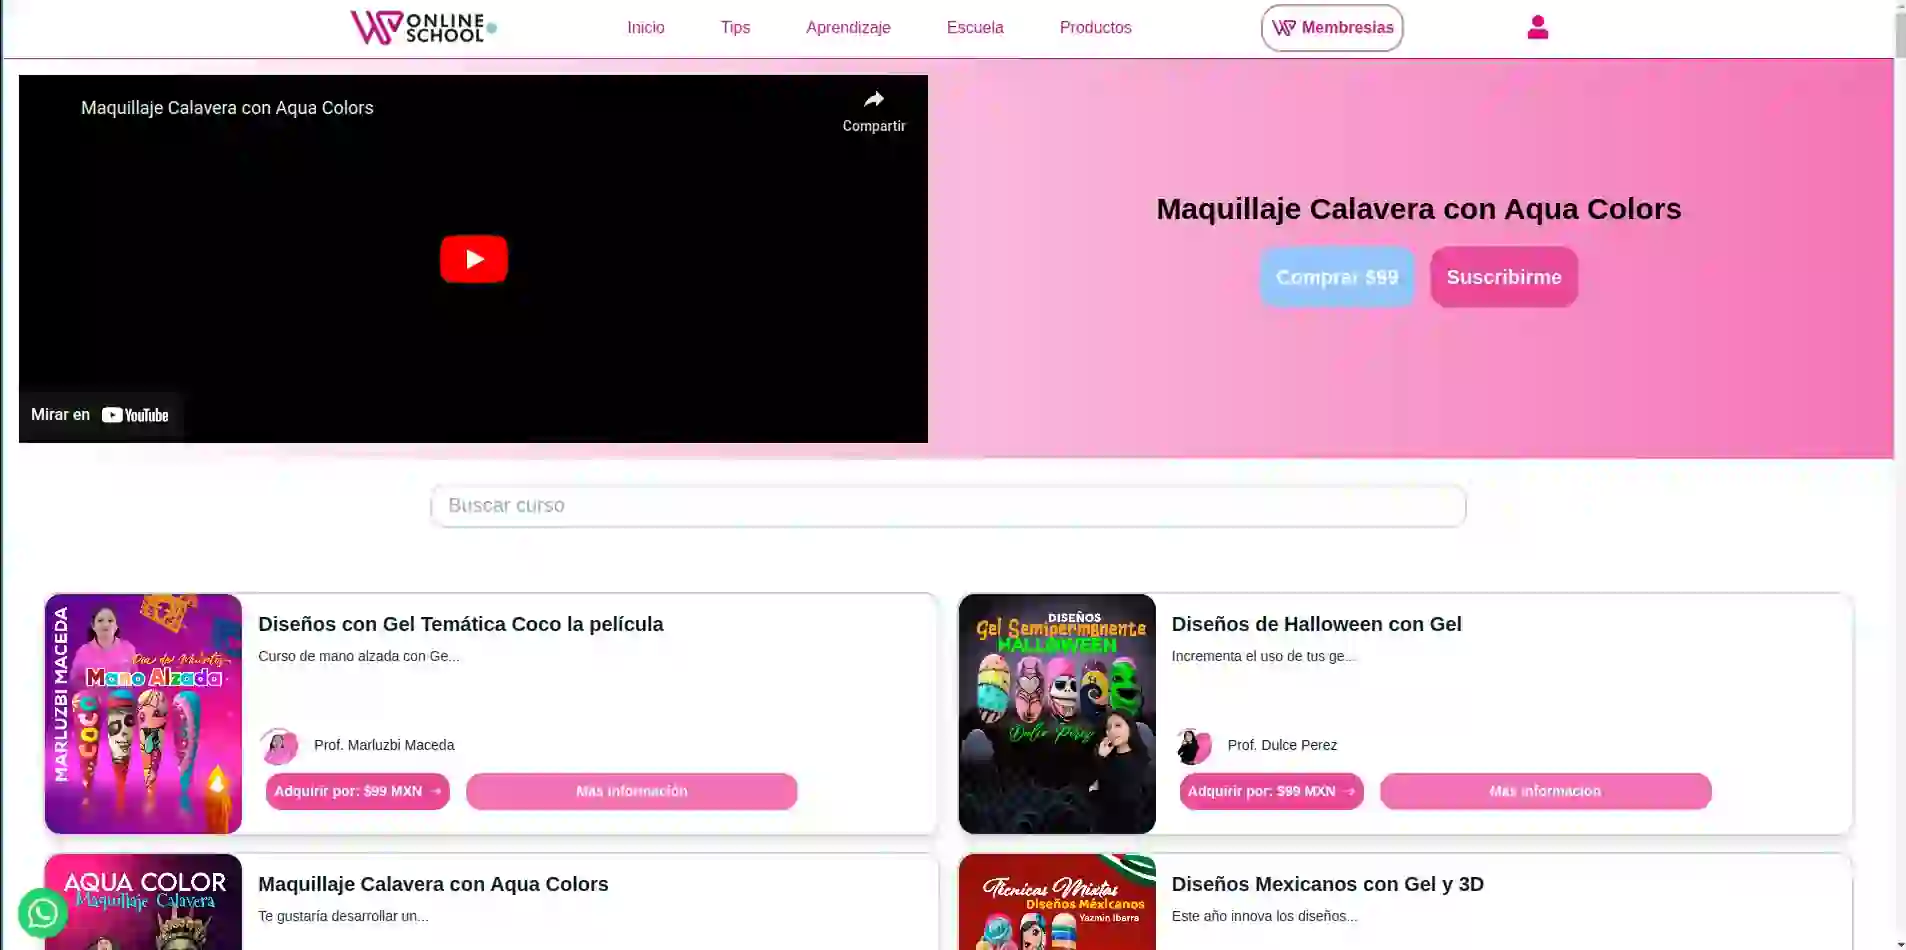 W ONLINE
SCHOOL
Inicio
Tips
Aprendizaje
Escuela
Productos
Membresias
Maquillaje Calavera con Aqua Colors
Compartir
Mirar en YouTube
Maquillaje Calavera con Aqua Colors
Comprar $99
Suscribirme
Buscar curso
MARLUZBI MACEDA
Día de Muertos
Mano Alzada
COCO
Diseños con Gel Temática Coco la película
Curso de mano alzada con Ge...
Prof. Marluzbi Maceda
Adquirir por: $99 MXN →
Mas información
DISEÑOS
Gel Semipermanente
HALLOWEEN
Dulce Perez
Diseños de Halloween con Gel
Incrementa el uso de tus ge...
Prof. Dulce Perez
Adquirir por: $99 MXN →
Mas información
AQUA COLOR
Maquillaje Calavera
Maquillaje Calavera con Aqua Colors
Te gustaría desarrollar un...
Técnicas Mixtas
Diseños Méxicanos
Yazmin Ibarra
Diseños Mexicanos con Gel y 3D
Este año innova los diseños...